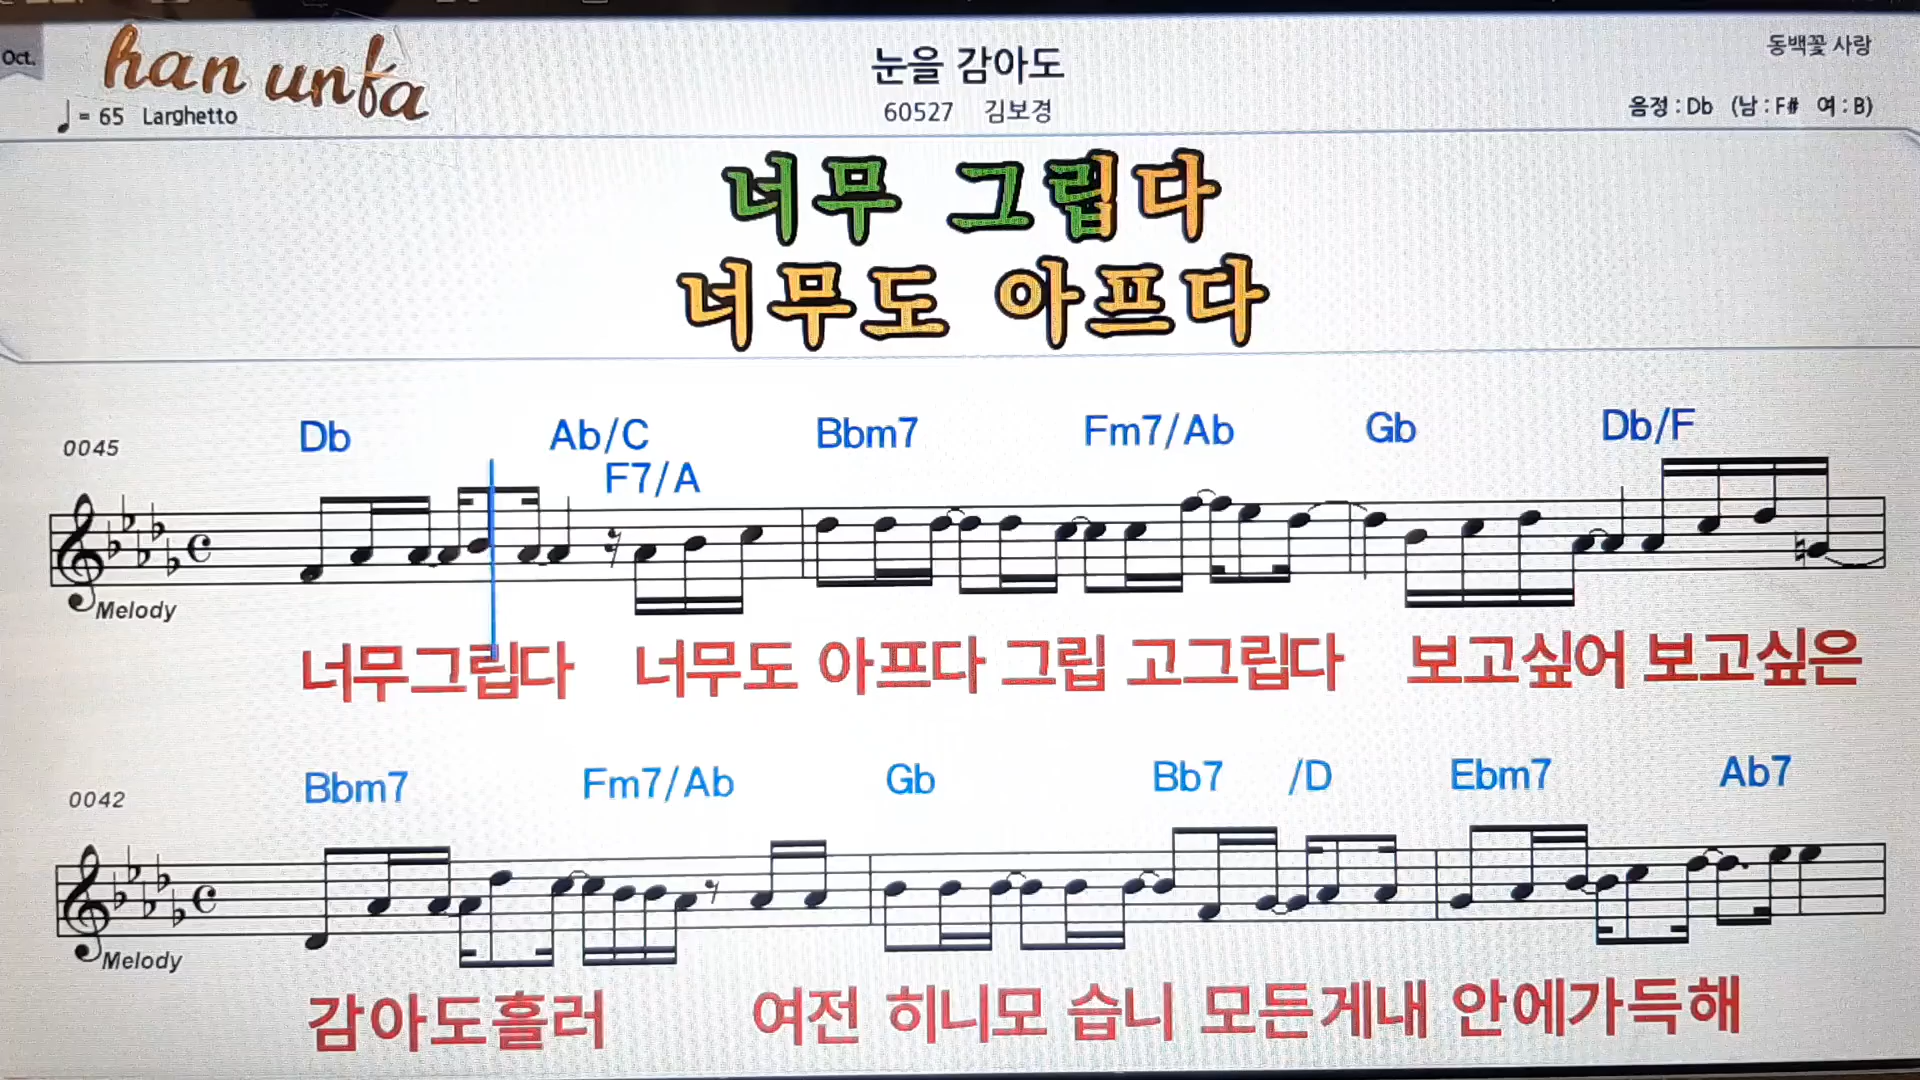 Oct.
han unfa
눈을 감아도
동백꽃 사랑
= 65 Larghetto
60527 김보경
음정 : Db (남 : F# 여 : B)
너무 그립다
너무도 아프다
0045
Db Ab/C Bbm7 Fm7/Ab Gb Db/F
F7/A
Melody
너무그립다 너무도 아프다 그립 고그립다 보고싶어 보고싶은
0042
Bbm7 Fm7/Ab Gb Bb7 /D Ebm7 Ab7
Melody
감아도흘러 여전 히니모 습니 모든게내 안에가득해